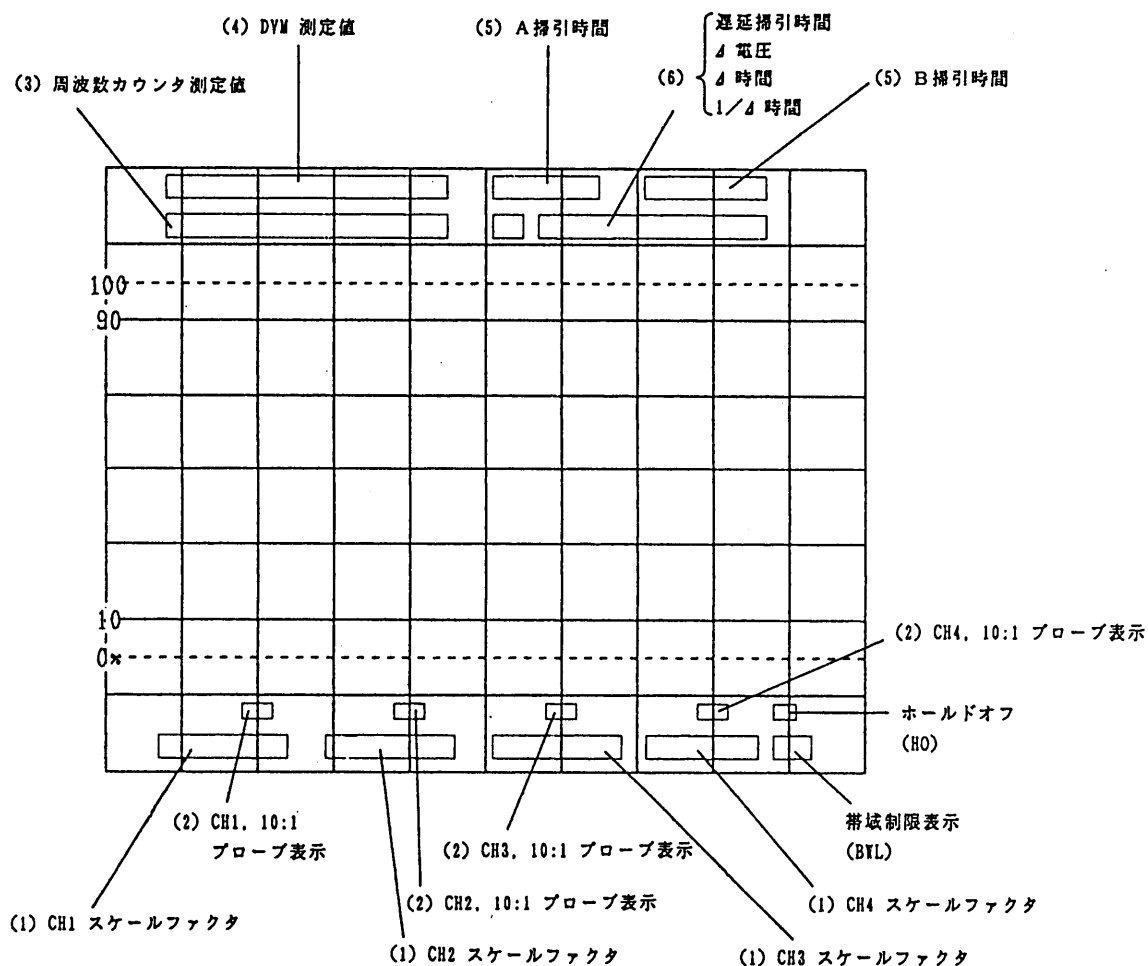 (4) DVM 測定値
(5) A掃引時間
(6)
遅延掃引時間
⊿ 電圧
⊿ 時間
1/⊿ 時間
(5) B掃引時間
(3) 周波数カウンタ測定値
100
90
10
0%
(2) CH4, 10:1 プローブ表示
ホールドオフ
(HO)
(2) CH1, 10:1
プローブ表示
(2) CH3, 10:1 プローブ表示
帯域制限表示
(BWL)
(2) CH2, 10:1 プローブ表示
(1) CH4 スケールファクタ
(1) CH1 スケールファクタ
(1) CH2 スケールファクタ
(1) CH3 スケールファクタ